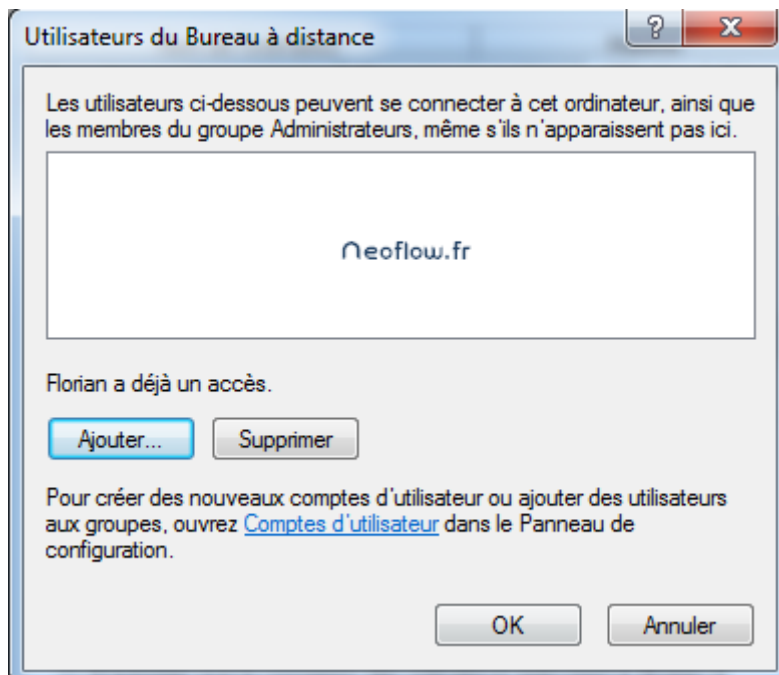 Utilisateurs du Bureau à distance
Les utilisateurs ci-dessous peuvent se connecter à cet ordinateur, ainsi que
les membres du groupe Administrateurs, même s'ils n'apparaissent pas ici.
Neoflow.fr
Florian a déjà un accès.
Ajouter... Supprimer
Pour créer des nouveaux comptes d'utilisateur ou ajouter des utilisateurs
aux groupes, ouvrez Comptes d'utilisateur dans le Panneau de
configuration.
OK Annuler